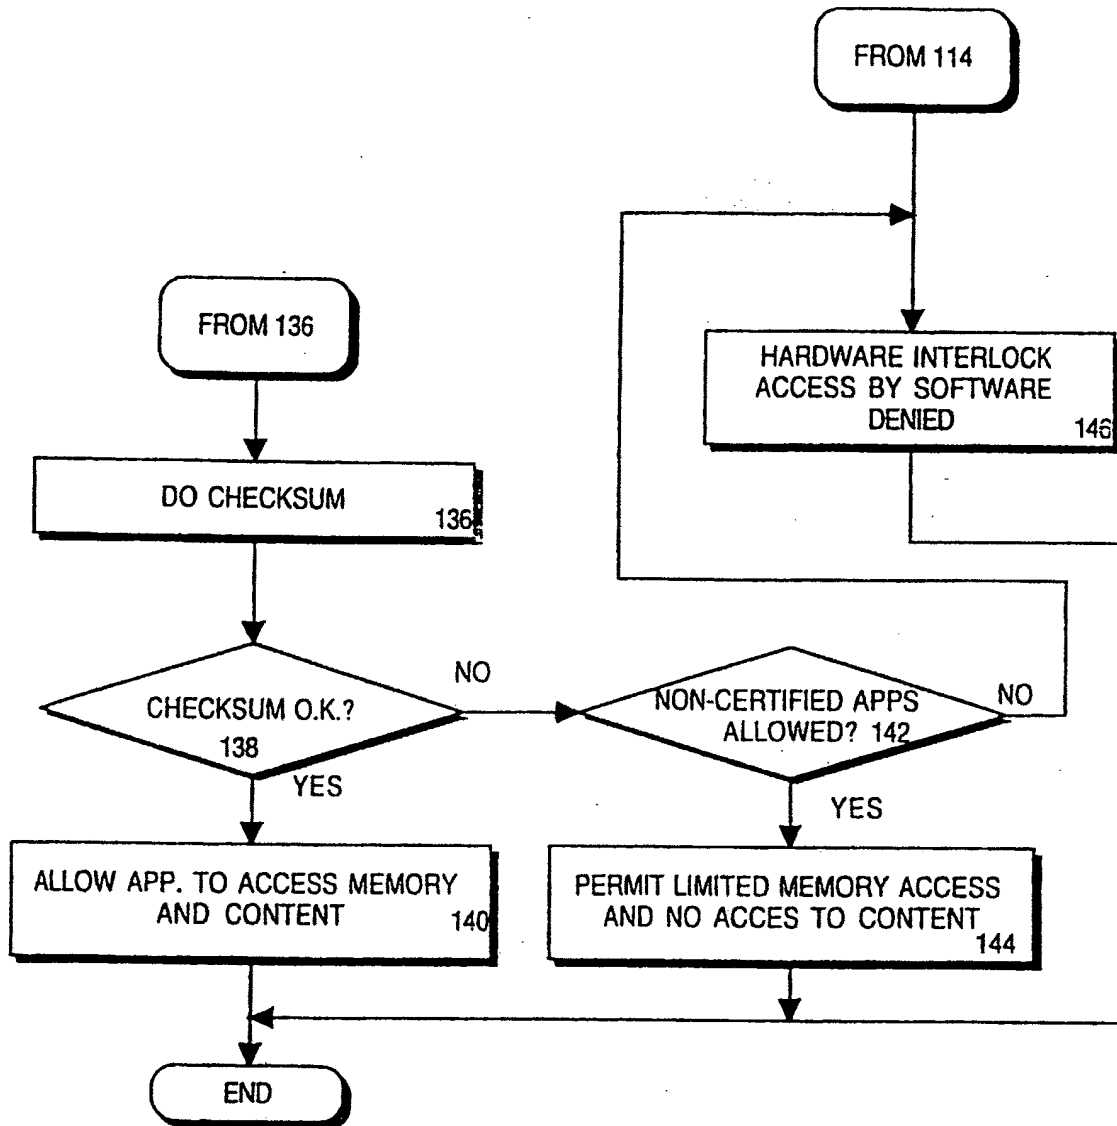 FROM 114
FROM 136
HARDWARE INTERLOCK
ACCESS BY SOFTWARE
DENIED
146
DO CHECKSUM
136
CHECKSUM O.K.?
138
NO
YES
NON-CERTIFIED APPS
ALLOWED? 142
NO
YES
ALLOW APP. TO ACCESS MEMORY
AND CONTENT
140
PERMIT LIMITED MEMORY ACCESS
AND NO ACCES TO CONTENT
144
END